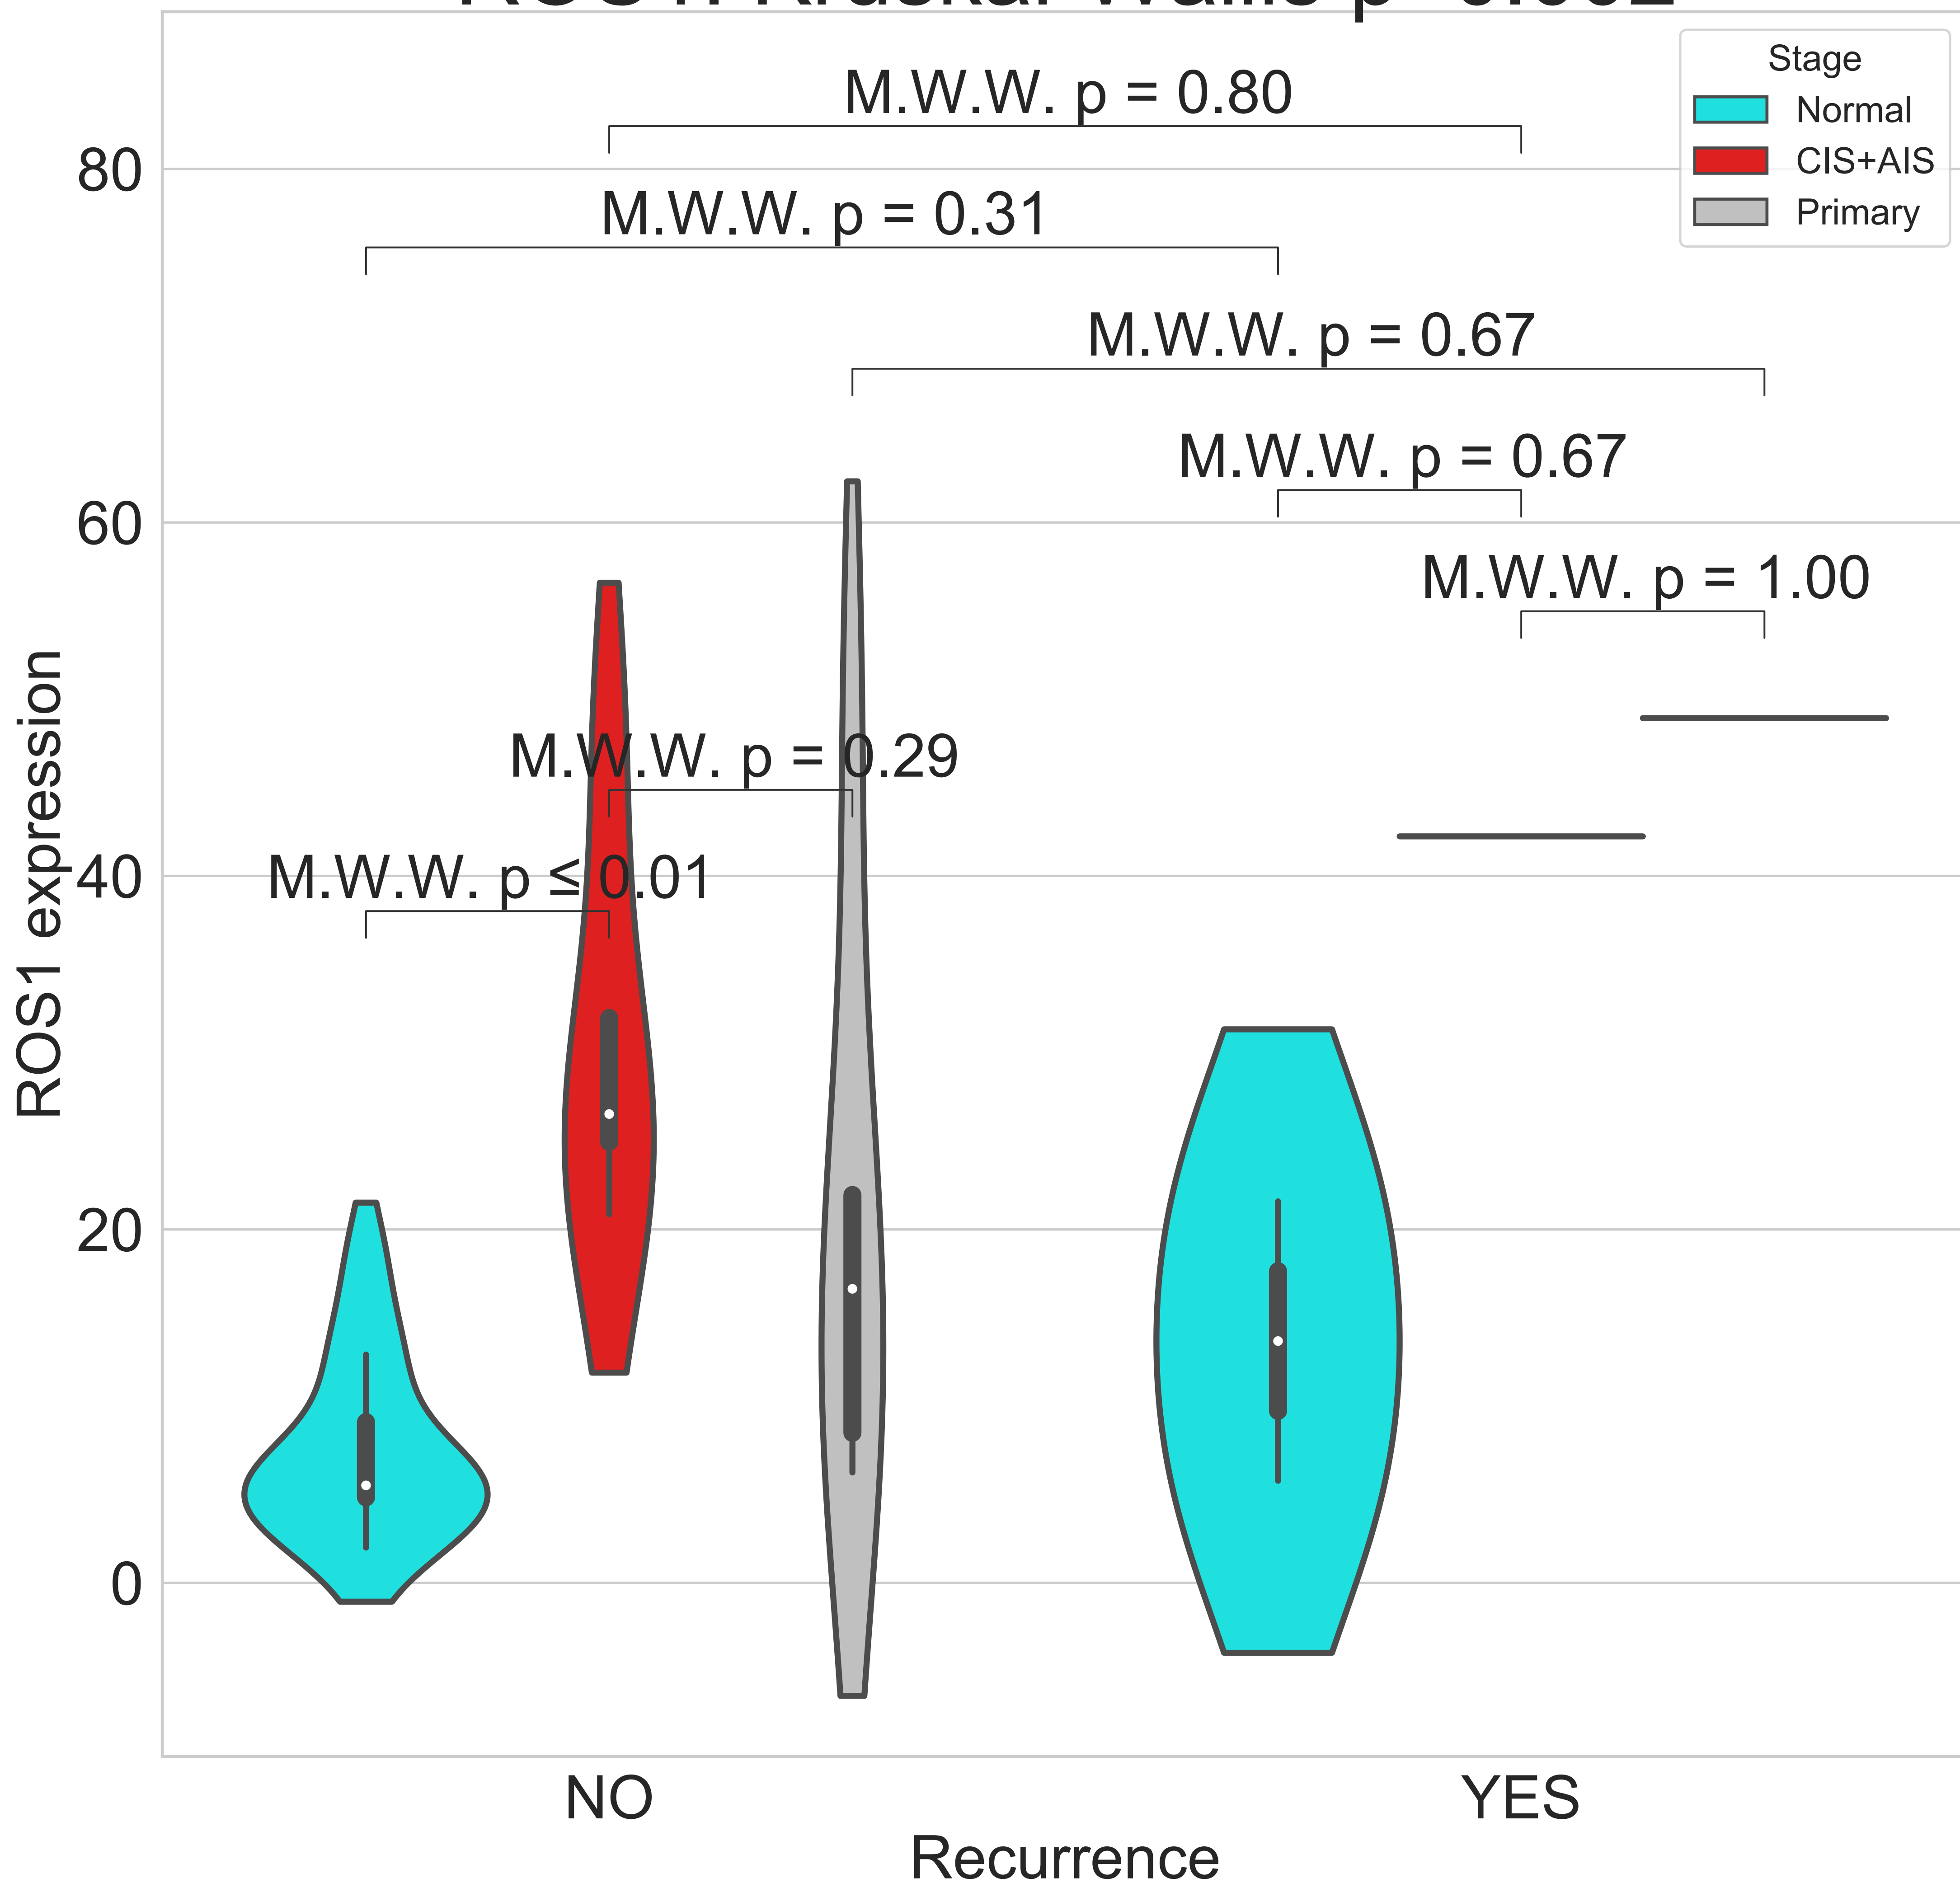 Stage
Normal
CIS+AIS
Primary
M.W.W. p = 0.80
M.W.W. p = 0.31
M.W.W. p = 0.67
M.W.W. p = 0.67
M.W.W. p = 1.00
M.W.W. p = 0.29
M.W.W. p ≤ 0.01
80
60
40
20
0
ROS1 expression
NO
YES
Recurrence